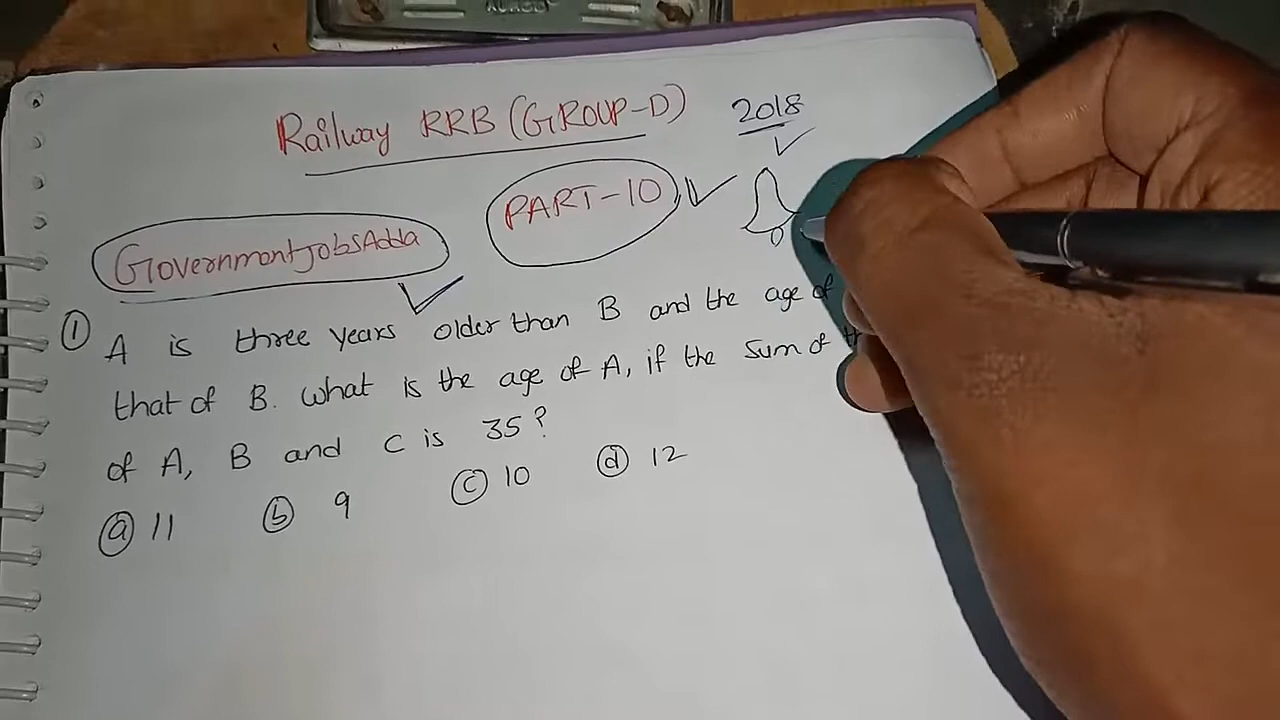 Railway RRB (GROUP-D) 2018
PART-10
GovernmentJobsAdda
① A is three years older than B and the age of
that of B. What is the age of A, if the sum of
of A, B and C is 35?
ⓐ 11 ⓑ 9 ⓒ 10 ⓓ 12